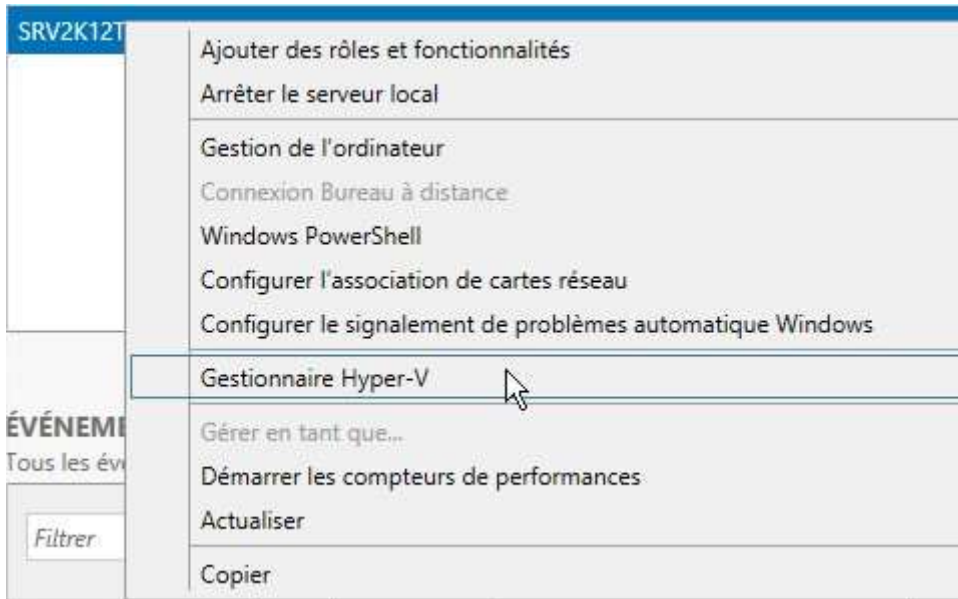 SRV2K12T
Ajouter des rôles et fonctionnalités
Arrêter le serveur local
Gestion de l'ordinateur
Connexion Bureau à distance
Windows PowerShell
Configurer l'association de cartes réseau
Configurer le signalement de problèmes automatique Windows
Gestionnaire Hyper-V
ÉVÉNEME
Gérer en tant que...
Tous les évé
Démarrer les compteurs de performances
Actualiser
Filtrer
Copier